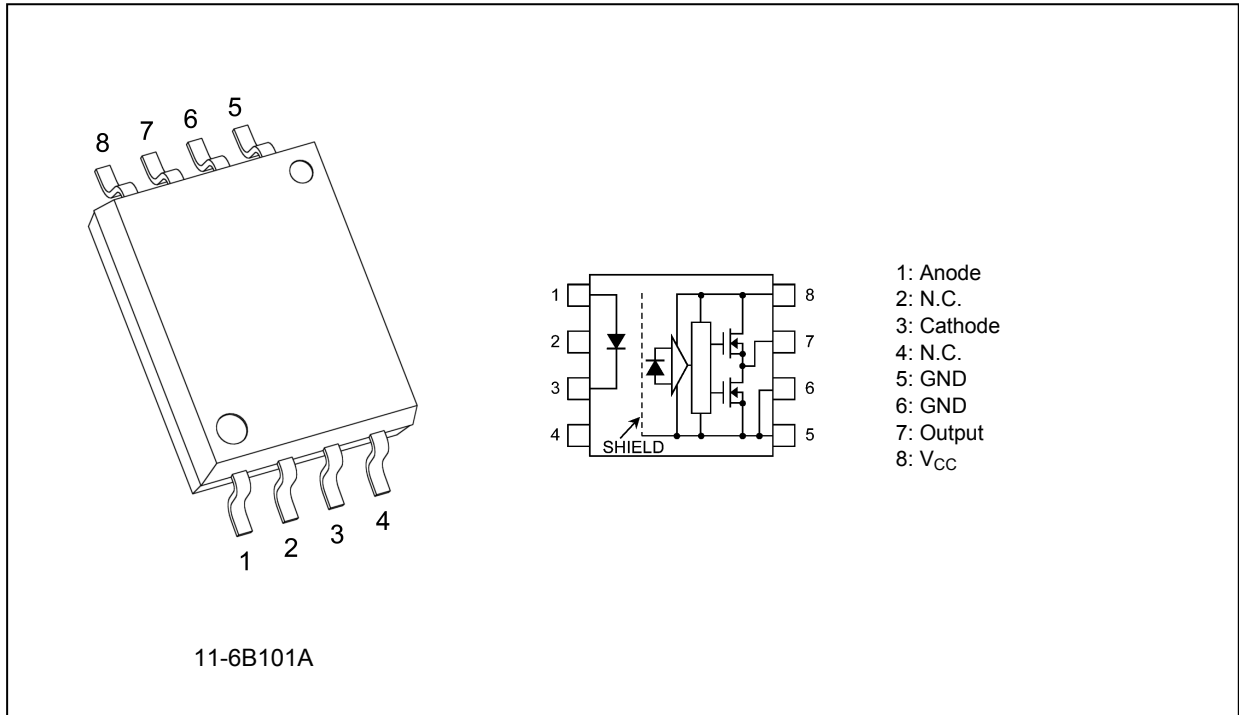 8
7
6
5
1
2
3
4
11-6B101A
1
2
3
4
SHIELD
8
7
6
5
1: Anode
2: N.C.
3: Cathode
4: N.C.
5: GND
6: GND
7: Output
8: VCC